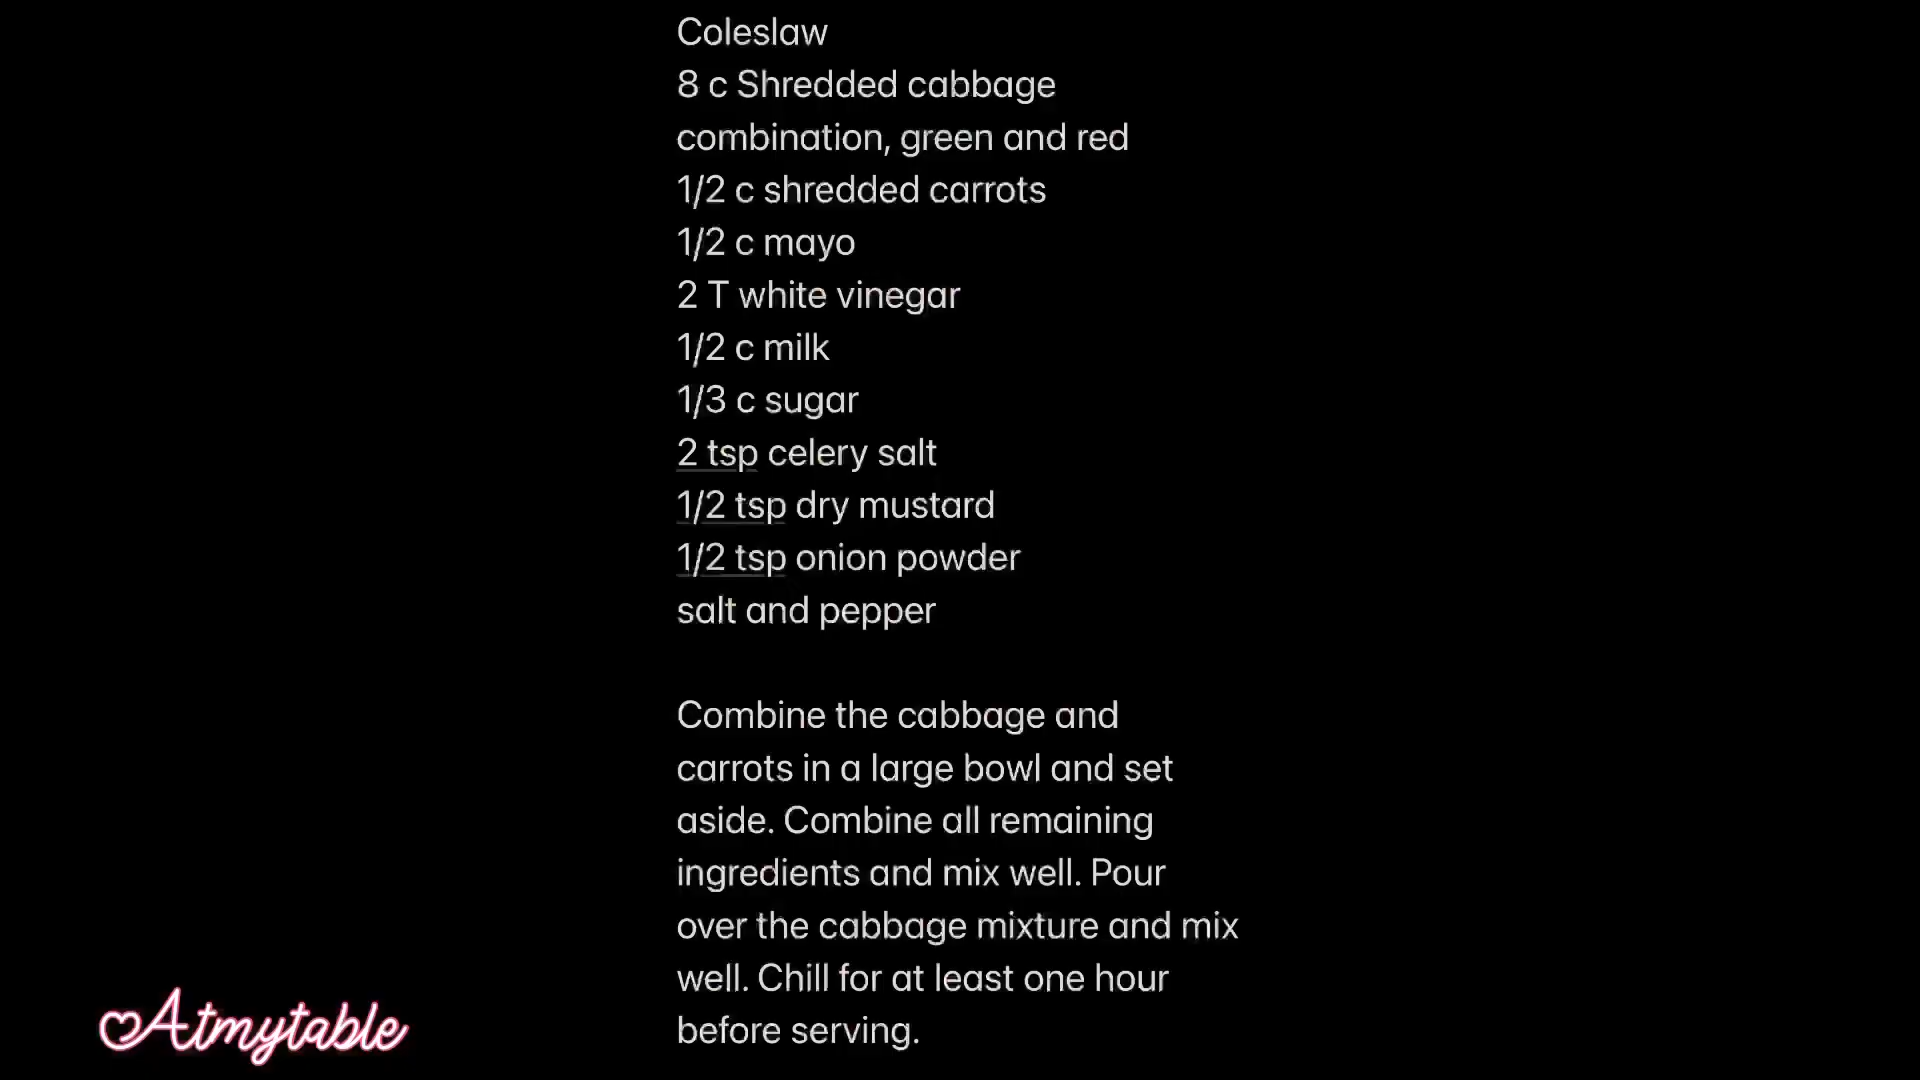 Coleslaw
8 c Shredded cabbage
combination, green and red
1/2 c shredded carrots
1/2 c mayo
2 T white vinegar
1/2 c milk
1/3 c sugar
2 tsp celery salt
1/2 tsp dry mustard
1/2 tsp onion powder
salt and pepper
Combine the cabbage and
carrots in a large bowl and set
aside. Combine all remaining
ingredients and mix well. Pour
over the cabbage mixture and mix
well. Chill for at least one hour
before serving.
Atmytable